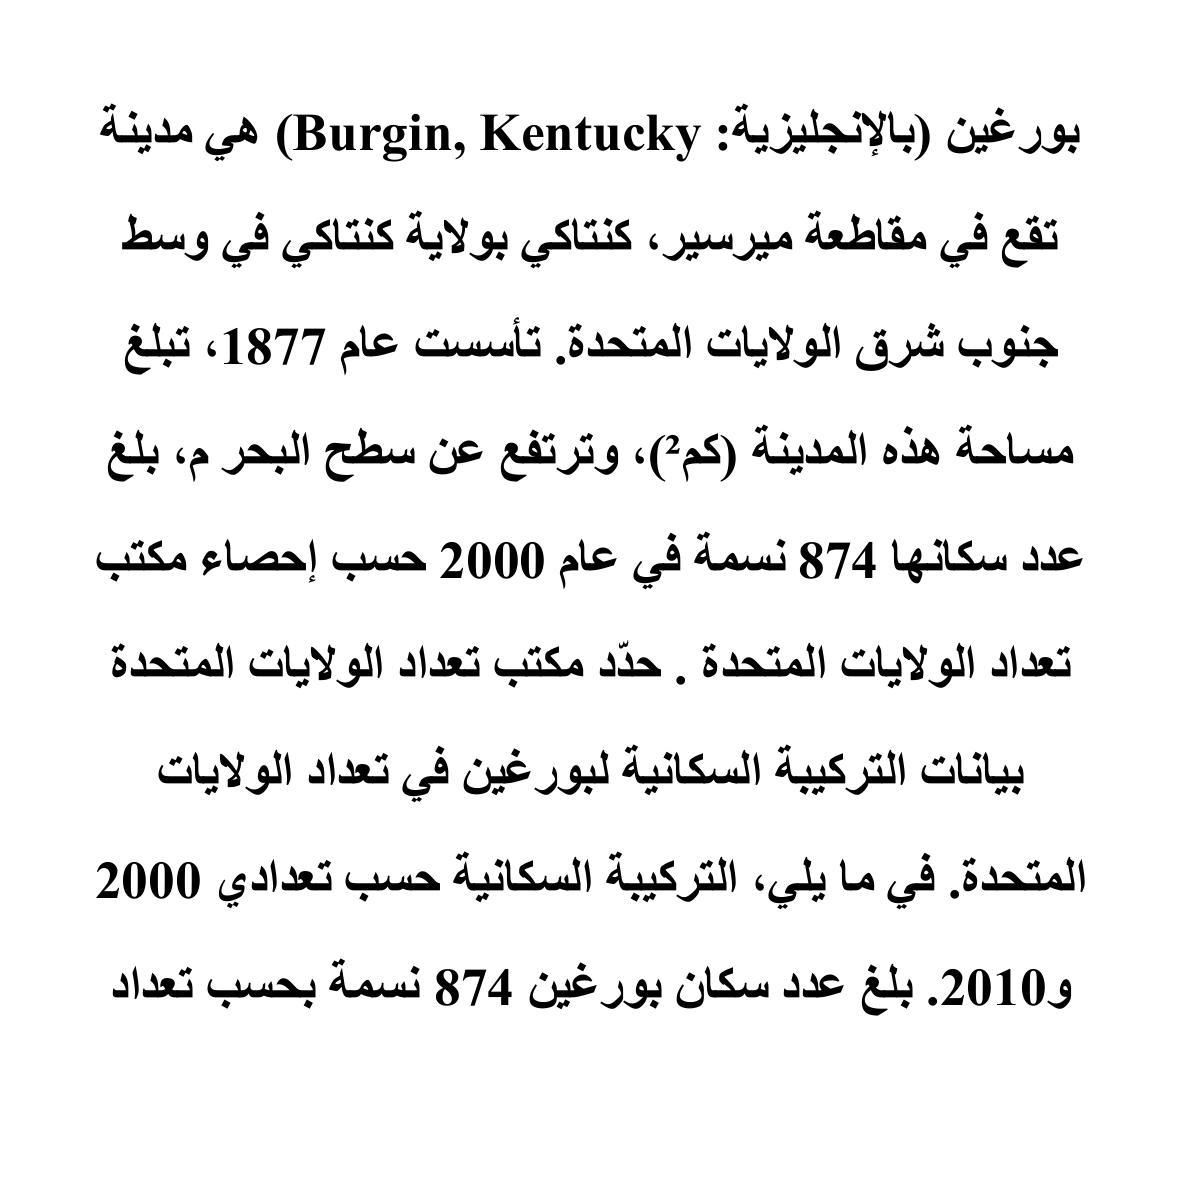 بورغين (بالإنجليزية: Burgin, Kentucky) هي مدينة
تقع في مقاطعة ميرسير، كنتاكي بولاية كنتاكي في وسط
جنوب شرق الولايات المتحدة. تأسست عام 1877، تبلغ
مساحة هذه المدينة (كم²)، وترتفع عن سطح البحر م، بلغ
عدد سكانها 874 نسمة في عام 2000 حسب إحصاء مكتب
تعداد الولايات المتحدة . حدّد مكتب تعداد الولايات المتحدة
بيانات التركيبة السكانية لبورغين في تعداد الولايات
المتحدة. في ما يلي، التركيبة السكانية حسب تعدادي 2000
و2010. بلغ عدد سكان بورغين 874 نسمة بحسب تعداد